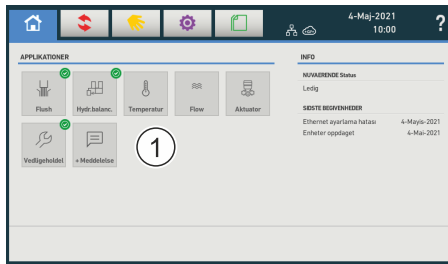 4-Maj-2021
10:00
?
APPLIKATIONER
Flush
Hydr.balanc.
Temperatur
Flow
Aktuator
Vedligeholdel
+Meddelelse
1
INFO
NUVAERENDE Status
Ledig
SIDSTE BEGIVENHEDER
Ethernet ayarlama hatası 4-Mayis-2021
Enheter oppdaget 4-Mai-2021